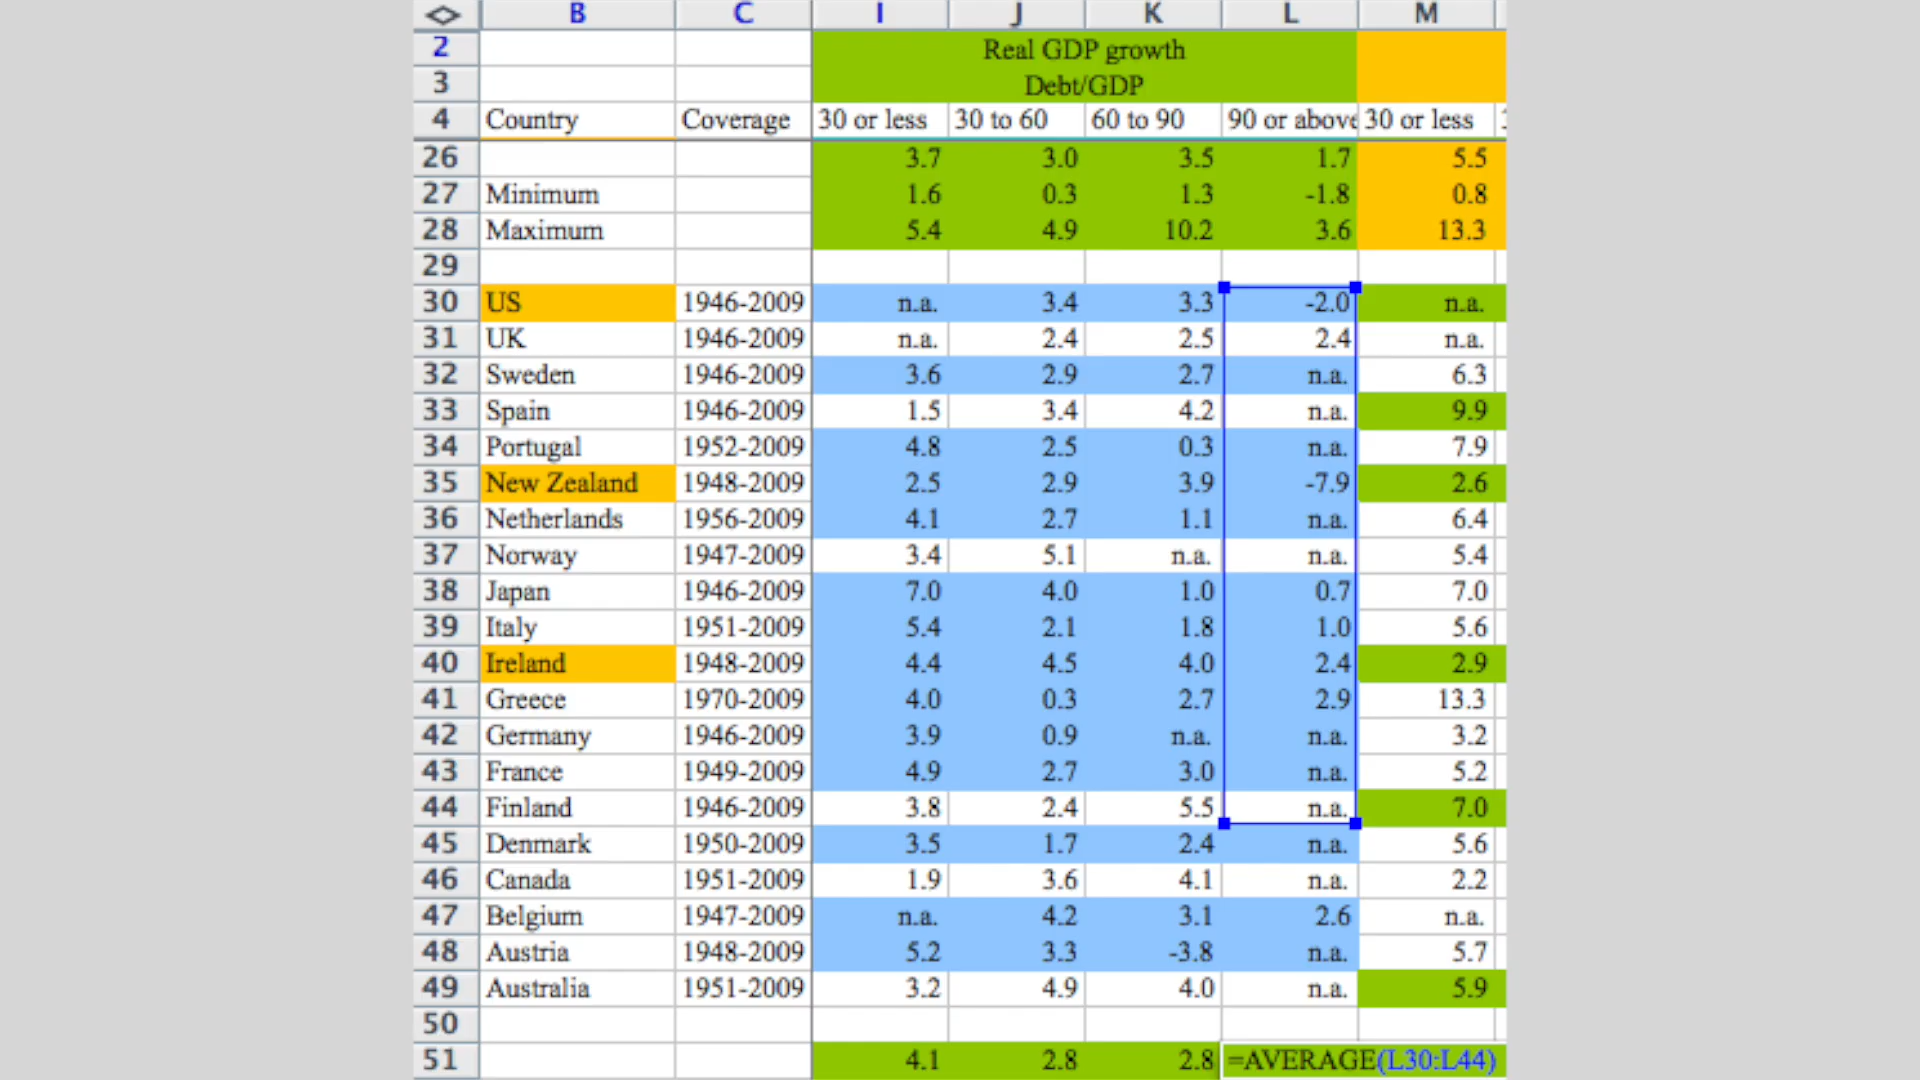 B C I J K L M
2 Real GDP growth
3 Debt/GDP
4 Country Coverage 30 or less 30 to 60 60 to 90 90 or above 30 or less
26 3.7 3.0 3.5 1.7 5.5
27 Minimum 1.6 0.3 1.3 -1.8 0.8
28 Maximum 5.4 4.9 10.2 3.6 13.3
29
30 US 1946-2009 n.a. 3.4 3.3 -2.0 n.a.
31 UK 1946-2009 n.a. 2.4 2.5 2.4 n.a.
32 Sweden 1946-2009 3.6 2.9 2.7 n.a. 6.3
33 Spain 1946-2009 1.5 3.4 4.2 n.a. 9.9
34 Portugal 1952-2009 4.8 2.5 0.3 n.a. 7.9
35 New Zealand 1948-2009 2.5 2.9 3.9 -7.9 2.6
36 Netherlands 1956-2009 4.1 2.7 1.1 n.a. 6.4
37 Norway 1947-2009 3.4 5.1 n.a. n.a. 5.4
38 Japan 1946-2009 7.0 4.0 1.0 0.7 7.0
39 Italy 1951-2009 5.4 2.1 1.8 1.0 5.6
40 Ireland 1948-2009 4.4 4.5 4.0 2.4 2.9
41 Greece 1970-2009 4.0 0.3 2.7 2.9 13.3
42 Germany 1946-2009 3.9 0.9 n.a. n.a. 3.2
43 France 1949-2009 4.9 2.7 3.0 n.a. 5.2
44 Finland 1946-2009 3.8 2.4 5.5 n.a. 7.0
45 Denmark 1950-2009 3.5 1.7 2.4 n.a. 5.6
46 Canada 1951-2009 1.9 3.6 4.1 n.a. 2.2
47 Belgium 1947-2009 n.a. 4.2 3.1 2.6 n.a.
48 Austria 1948-2009 5.2 3.3 -3.8 n.a. 5.7
49 Australia 1951-2009 3.2 4.9 4.0 n.a. 5.9
50
51 4.1 2.8 2.8 =AVERAGE(L30:L44)